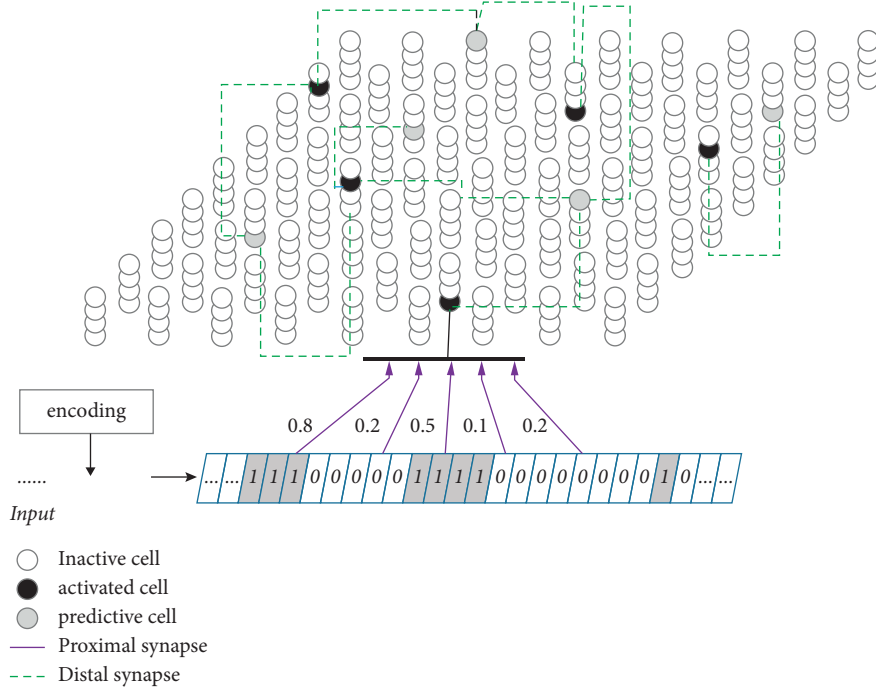 0.8 0.2 0.5 0.1 0.2
encoding
... ... 1 1 1 0 0 0 0 0 1 1 1 1 0 0 0 0 0 0 0 0 1 0 ... ...
......
Input
Inactive cell
activated cell
predictive cell
Proximal synapse
Distal synapse